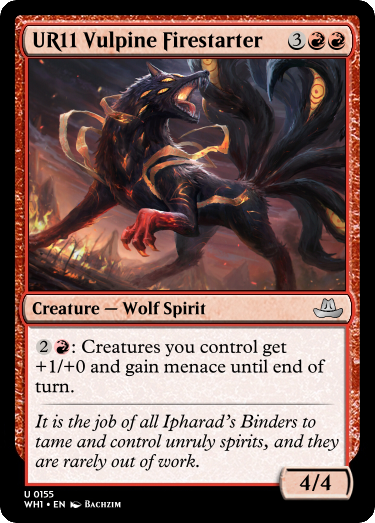 UR11 Vulpine Firestarter 3
Creature — Wolf Spirit
2 : Creatures you control get
+1/+0 and gain menace until end of
turn.
It is the job of all Ipharad's Binders to
tame and control unruly spirits, and they
are rarely out of work.
4/4
U 0155
WH1 • EN Bachzim